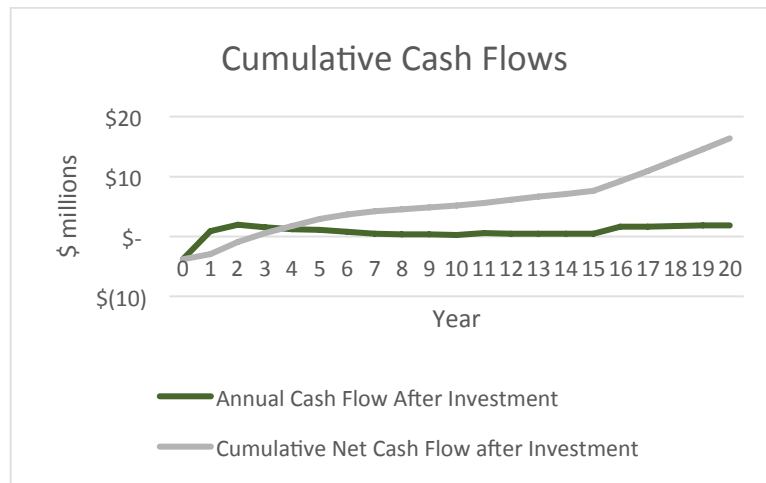 Cumulative Cash Flows
$20
$10
$-
$(10)
$ millions
0 1 2 3 4 5 6 7 8 9 10 11 12 13 14 15 16 17 18 19 20
Year
Annual Cash Flow After Investment
Cumulative Net Cash Flow after Investment